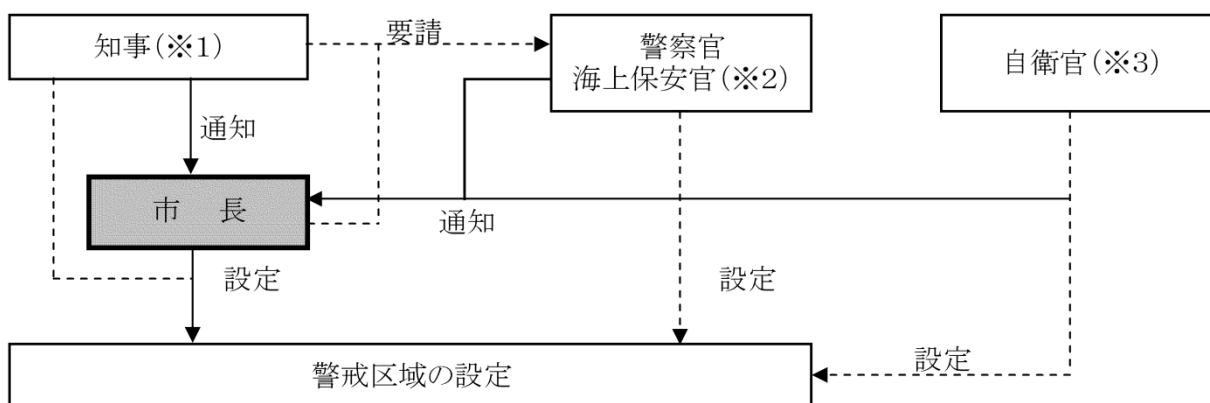 知事(※1)
要請
警察官
海上保安官(※2)
自衛官(※3)
通知
市　長
通知
設定
設定
設定
警戒区域の設定